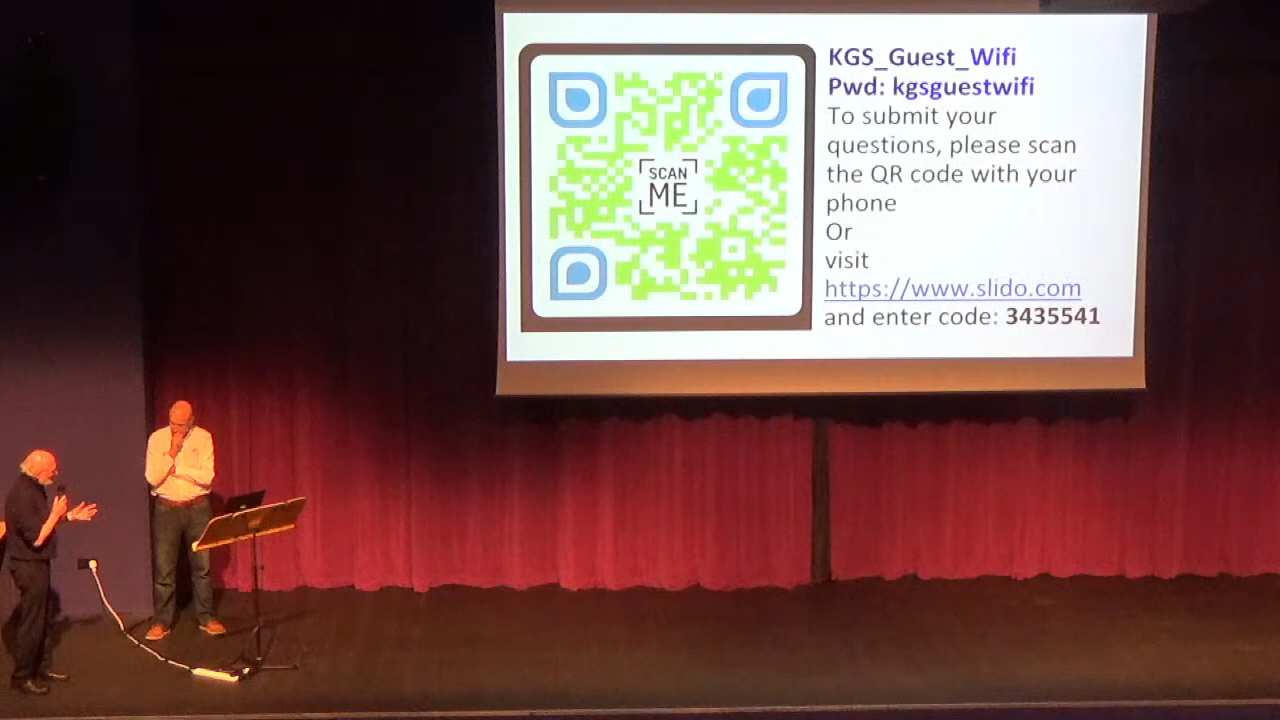 SCAN
ME
KGS_Guest_Wifi
Pwd: kgsguestwifi
To submit your
questions, please scan
the QR code with your
phone
Or
visit
https://www.slido.com
and enter code: 3435541